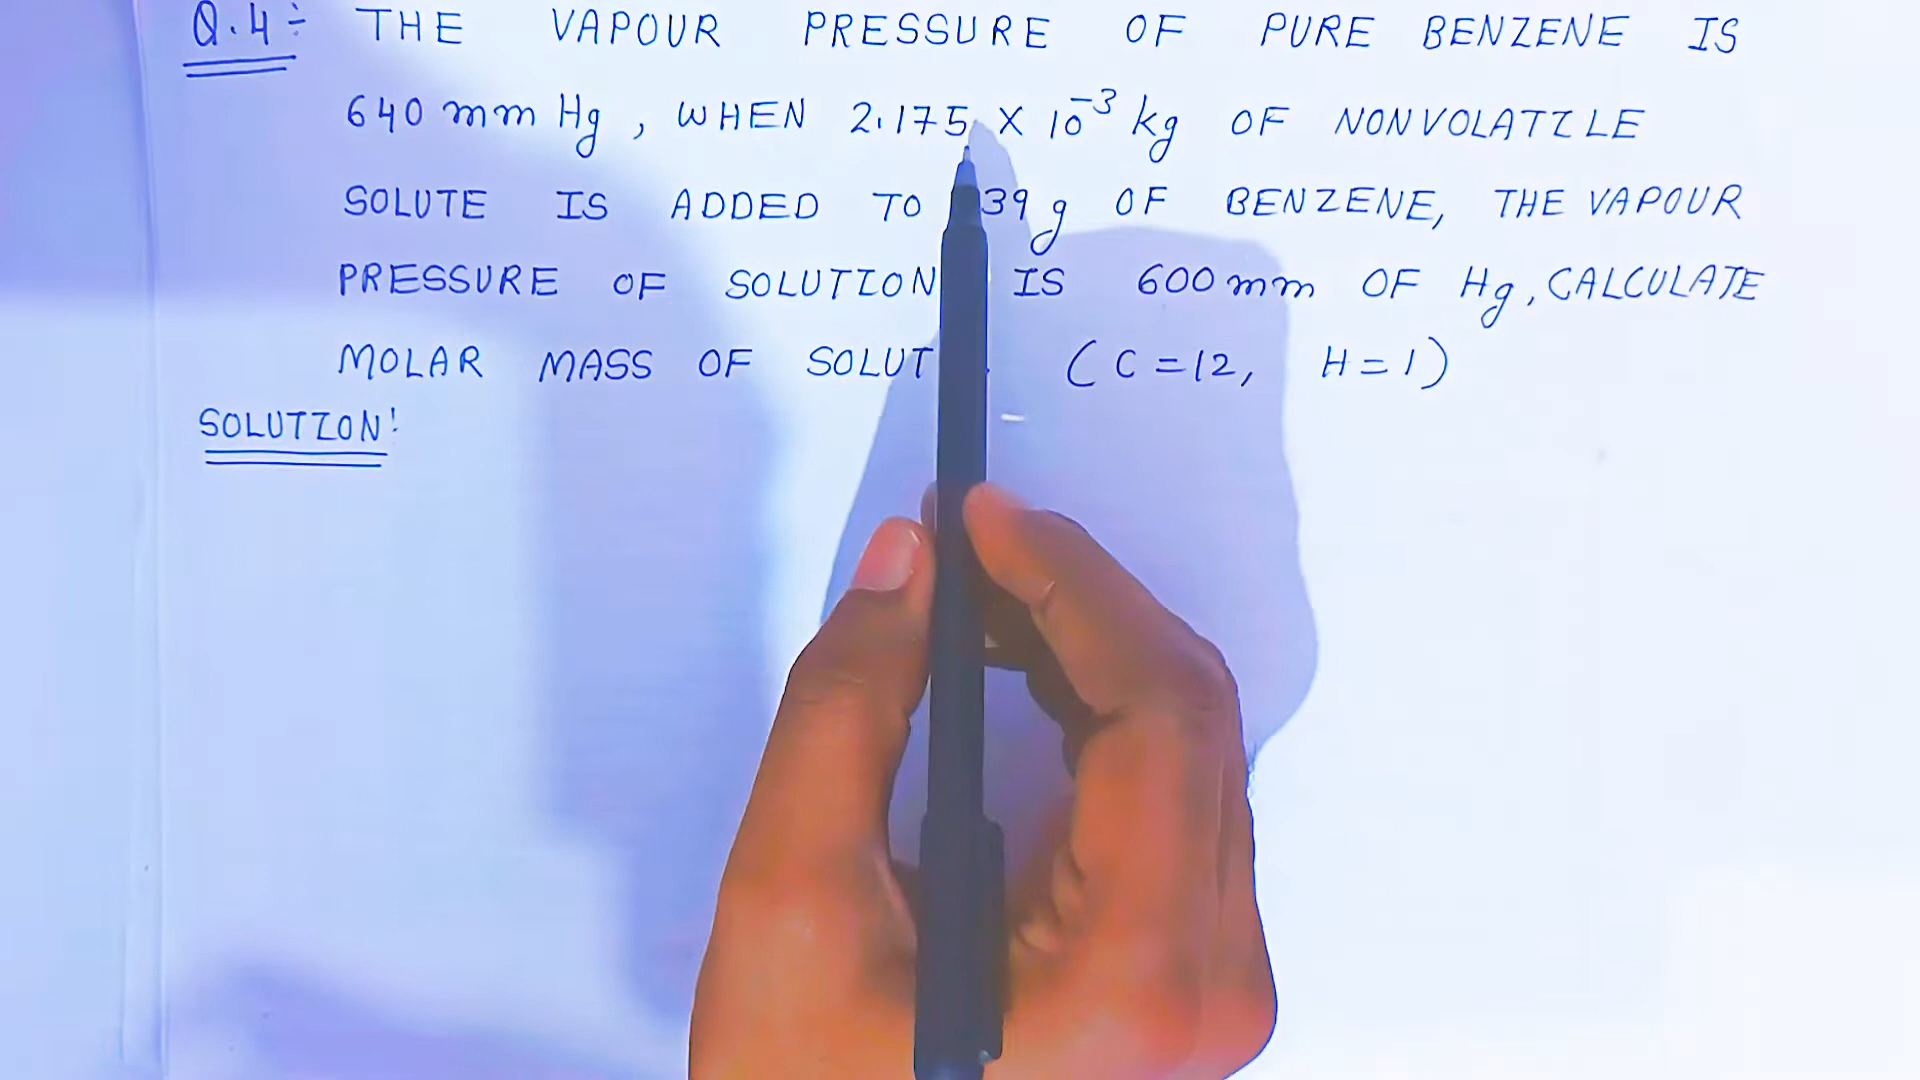 Q.4:- THE VAPOUR PRESSURE OF PURE BENZENE IS
640 mm Hg, WHEN 2.175 X 10⁻³ kg OF NONVOLATILE
SOLUTE IS ADDED TO 39 g OF BENZENE, THE VAPOUR
PRESSURE OF SOLUTION IS 600 mm OF Hg, CALCULATE
MOLAR MASS OF SOLUT . (C = 12, H = 1)
SOLUTION: